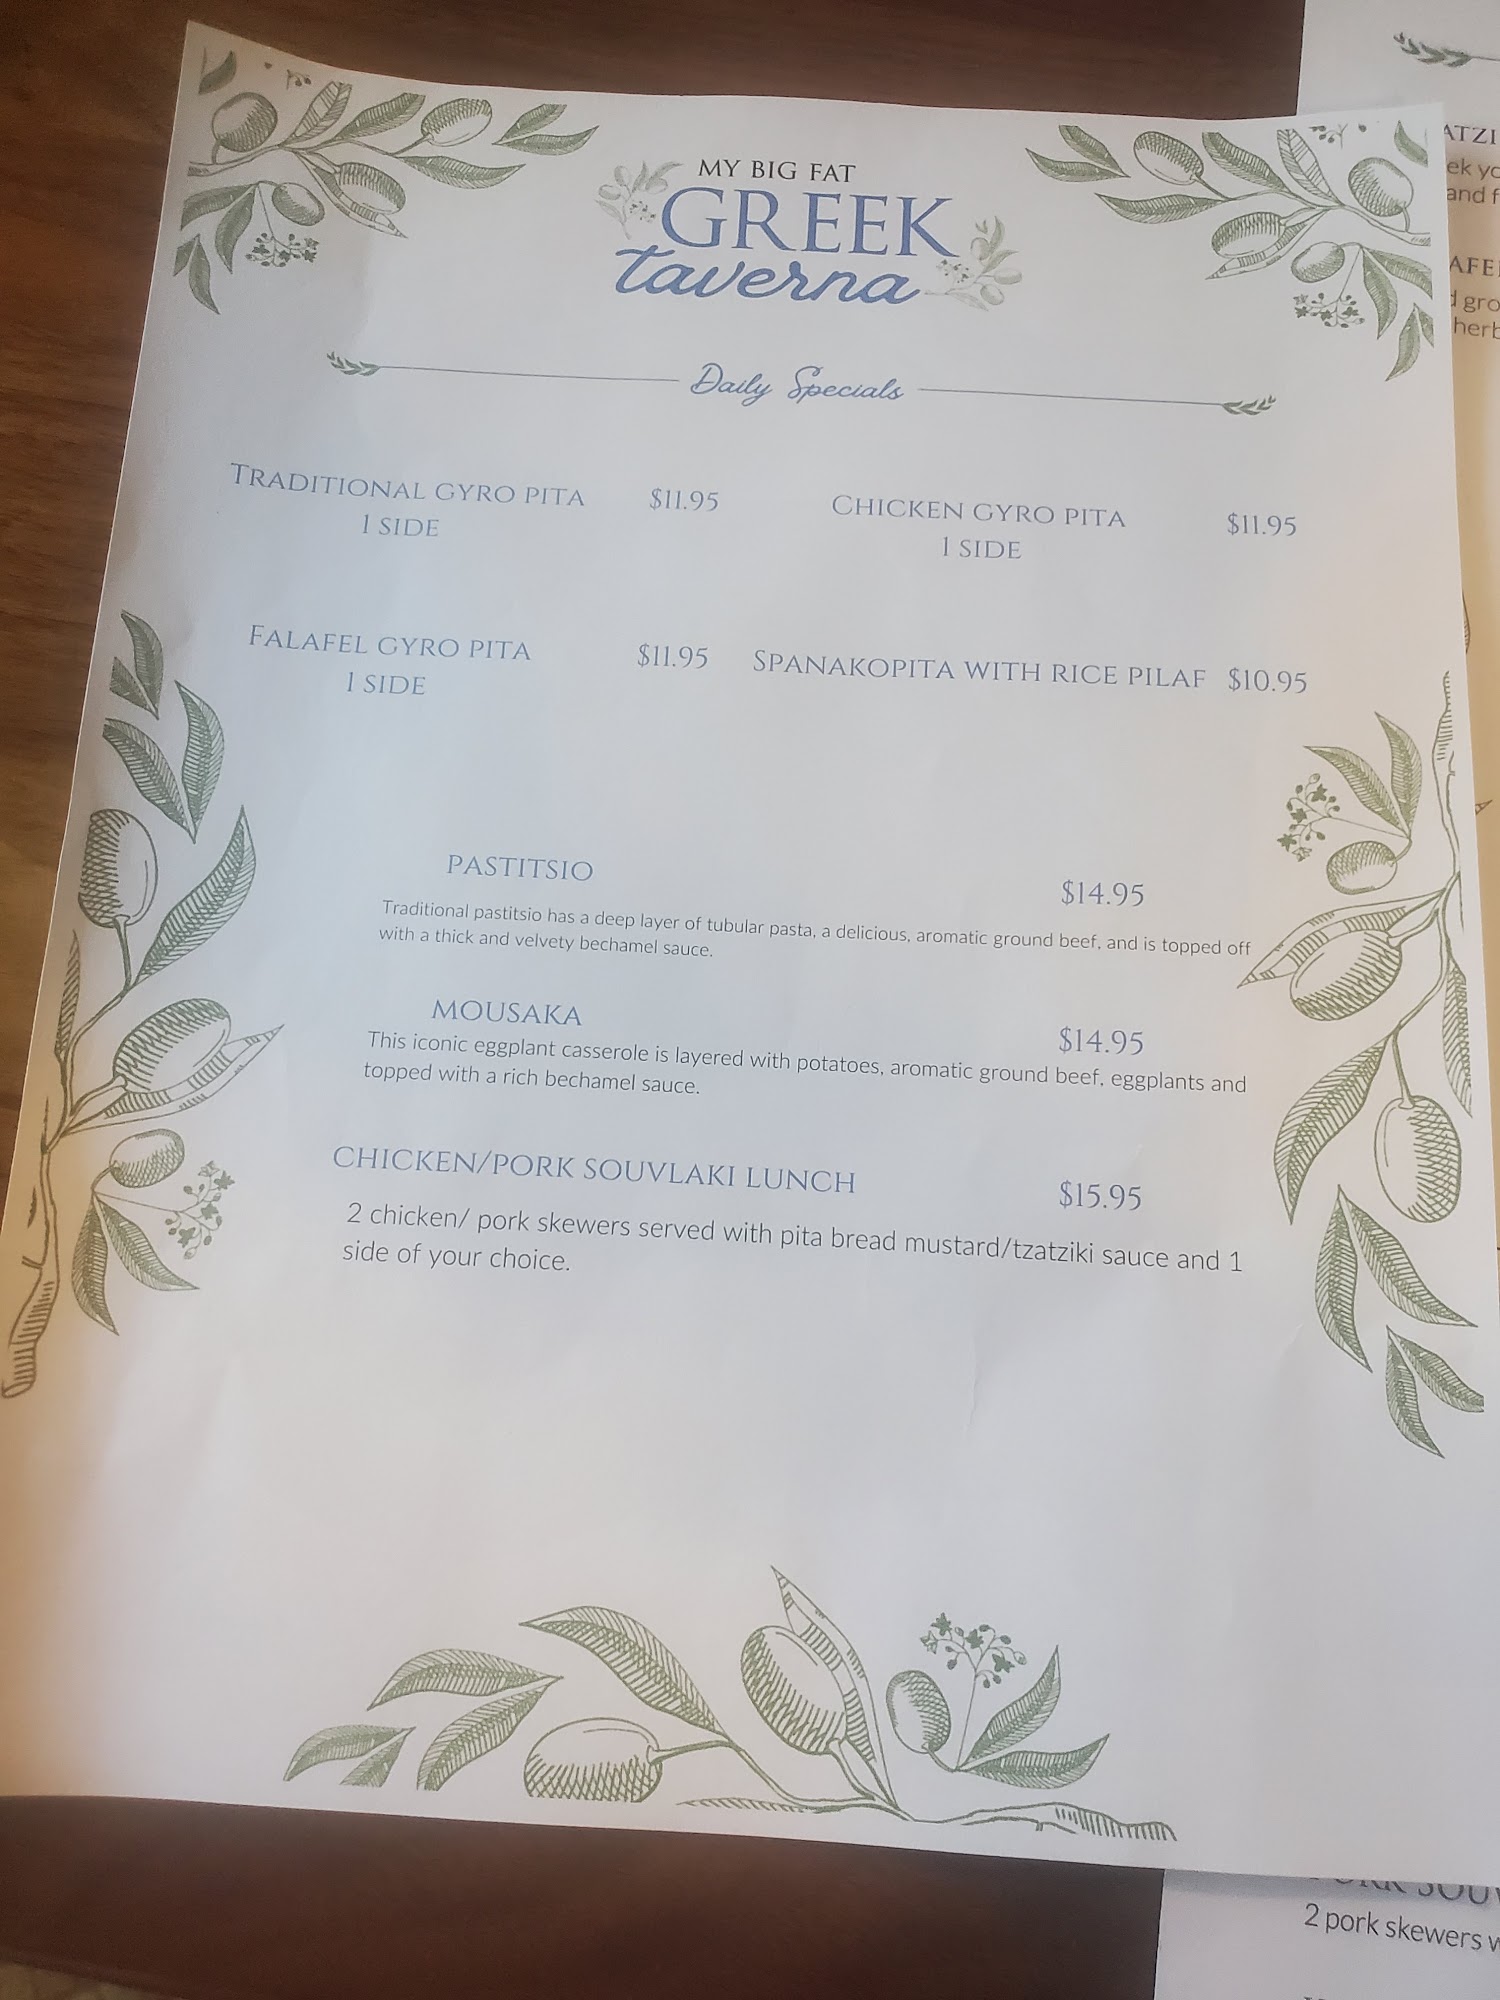 MY BIG FAT
GREEK
taverna
Daily Specials
TRADITIONAL GYRO PITA $11.95
1 SIDE
CHICKEN GYRO PITA $11.95
1 SIDE
FALAFEL GYRO PITA $11.95
1 SIDE
SPANAKOPITA WITH RICE PILAF $10.95
PASTITSIO $14.95
Traditional pastitsio has a deep layer of tubular pasta, a delicious, aromatic ground beef, and is topped off
with a thick and velvety bechamel sauce.
MOUSAKA $14.95
This iconic eggplant casserole is layered with potatoes, aromatic ground beef, eggplants and
topped with a rich bechamel sauce.
CHICKEN/PORK SOUVLAKI LUNCH $15.95
2 chicken/ pork skewers served with pita bread mustard/tzatziki sauce and 1
side of your choice.
2 pork skewers